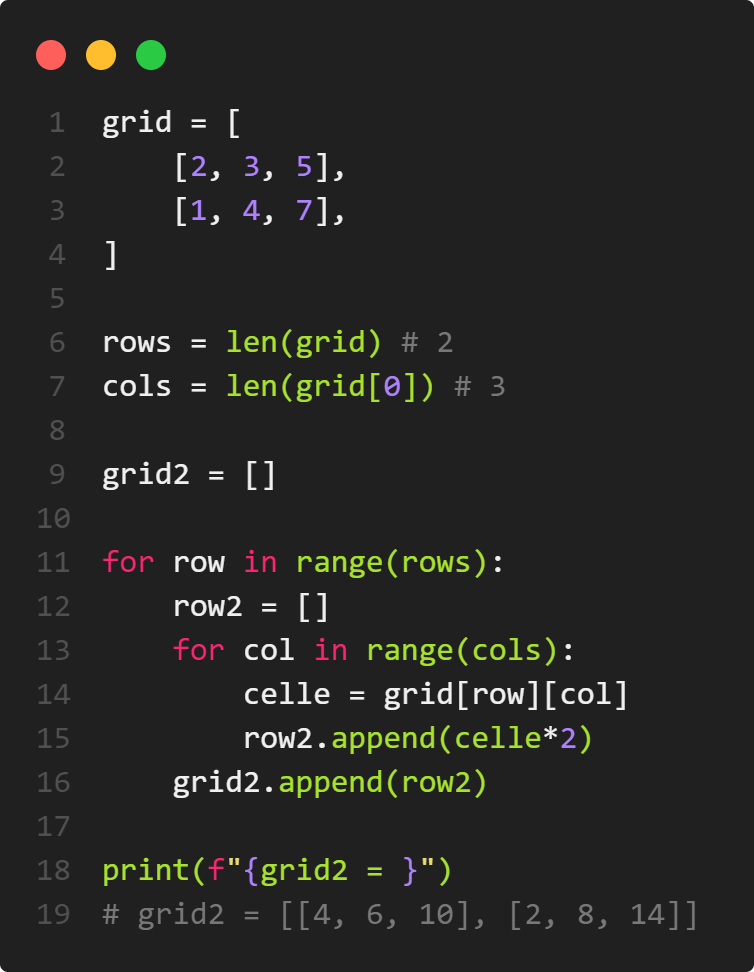 1 grid = [
2     [2, 3, 5],
3     [1, 4, 7],
4 ]
5
6 rows = len(grid) # 2
7 cols = len(grid[0]) # 3
8
9 grid2 = []
10
11 for row in range(rows):
12     row2 = []
13     for col in range(cols):
14         celle = grid[row][col]
15         row2.append(celle*2)
16     grid2.append(row2)
17
18 print(f"{grid2 = }")
19 # grid2 = [[4, 6, 10], [2, 8, 14]]